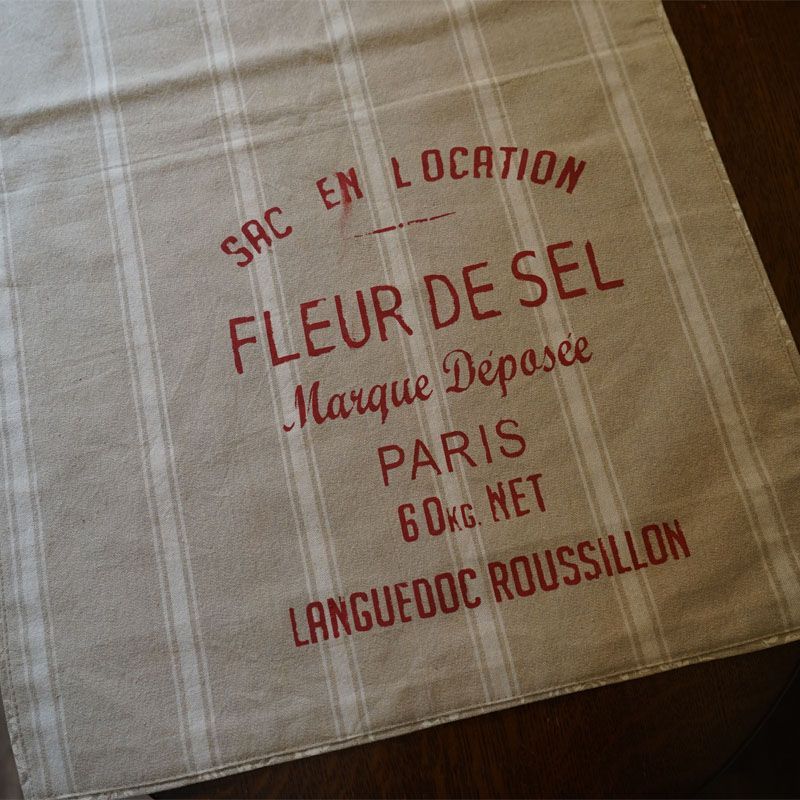 SAC EN LOCATION
FLEUR DE SEL
Marque Déposée
PARIS
60KG. NET
LANGUEDOC ROUSSILLON